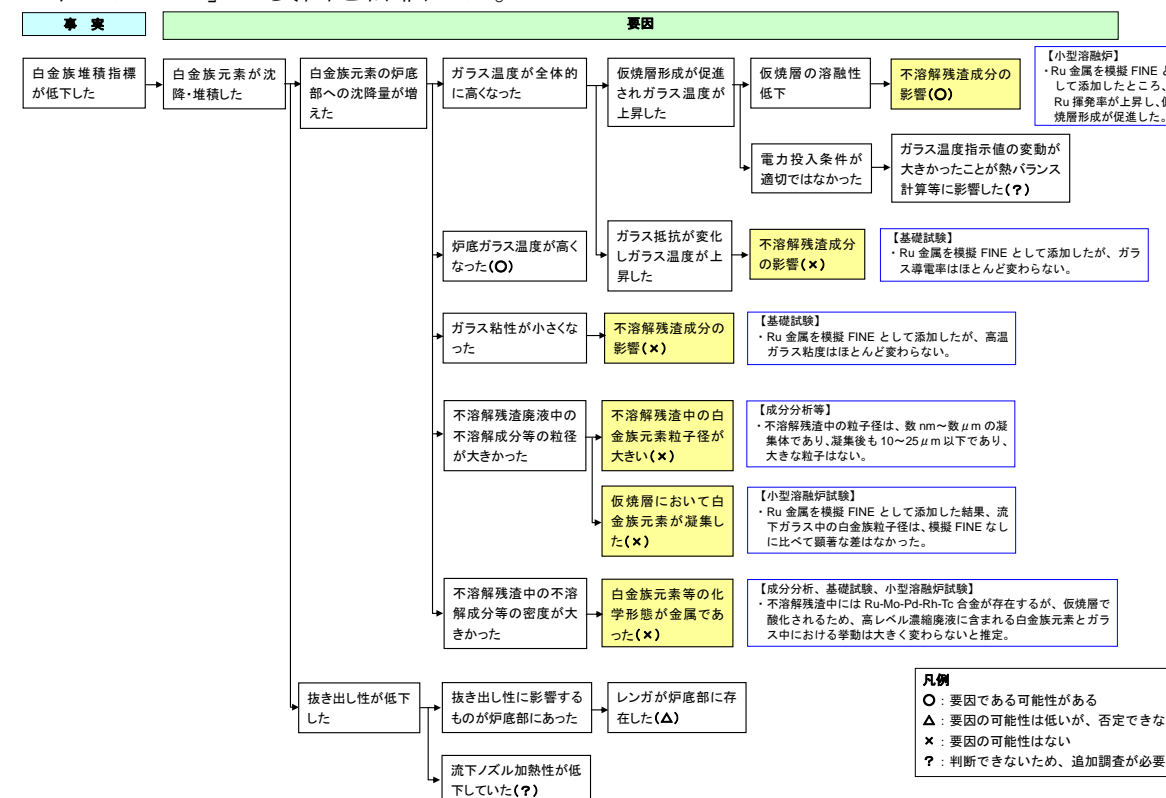 事 実
要因
白金族堆積指標
が低下した
白金族元素が沈
降・堆積した
白金族元素の炉底
部への沈降量が増
えた
ガラス温度が全体的
に高くなった
仮焼層形成が促進
されガラス温度が
上昇した
仮焼層の溶融性
低下
不溶解残渣成分の
影響(○)
【小型溶融炉】
・Ru 金属を模擬 FINE と
して添加したところ、
Ru 揮発率が上昇し、仮
焼層形成が促進した。
電力投入条件が
適切ではなかった
ガラス温度指示値の変動が
大きかったことが熱バランス
計算等に影響した(?)
炉底ガラス温度が高く
なった(○)
ガラス抵抗が変化
しガラス温度が上
昇した
不溶解残渣成分
の影響(×)
【基礎試験】
・Ru 金属を模擬 FINE として添加したが、ガラ
ス導電率はほとんど変わらない。
ガラス粘性が小さくな
った
不溶解残渣成分の
影響(×)
【基礎試験】
・Ru 金属を模擬 FINE として添加したが、高温
ガラス粘度はほとんど変わらない。
不溶解残渣廃液中の
不溶解成分等の粒径
が大きかった
不溶解残渣中の白
金族元素粒子径が
大きい(×)
【成分分析等】
・不溶解残渣中の粒子径は、数 nm～数μm の凝
集体であり、凝集後も 10～25μm 以下であり、
大きな粒子はない。
仮焼層において白
金族元素が凝集し
た(×)
【小型溶融炉試験】
・Ru 金属を模擬 FINE として添加した結果、流
下ガラス中の白金族粒子径は、模擬 FINE なし
に比べて顕著な差はなかった。
不溶解残渣中の不溶
解成分等の密度が大
きかった
白金族元素等の化
学形態が金属であ
った(×)
【成分分析、基礎試験、小型溶融炉試験】
・不溶解残渣中には Ru-Mo-Pd-Rh-Tc 合金が存在するが、仮焼層で
酸化されるため、高レベル濃縮廃液に含まれる白金族元素とガラ
ス中における挙動は大きく変わらないと推定。
抜き出し性が低下
した
抜き出し性に影響する
ものが炉底部にあった
レンガが炉底部に存
在した(△)
流下ノズル加熱性が低
下していた(?)
凡例
○：要因である可能性がある
△：要因の可能性は低いが、否定できな
×：要因の可能性はない
?：判断できないため、追加調査が必要